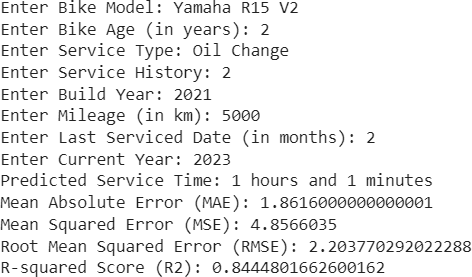 Enter Bike Model: Yamaha R15 V2
Enter Bike Age (in years): 2
Enter Service Type: Oil Change
Enter Service History: 2
Enter Build Year: 2021
Enter Mileage (in km): 5000
Enter Last Serviced Date (in months): 2
Enter Current Year: 2023
Predicted Service Time: 1 hours and 1 minutes
Mean Absolute Error (MAE): 1.8616000000000001
Mean Squared Error (MSE): 4.8566035
Root Mean Squared Error (RMSE): 2.203770292022288
R-squared Score (R2): 0.8444801662600162